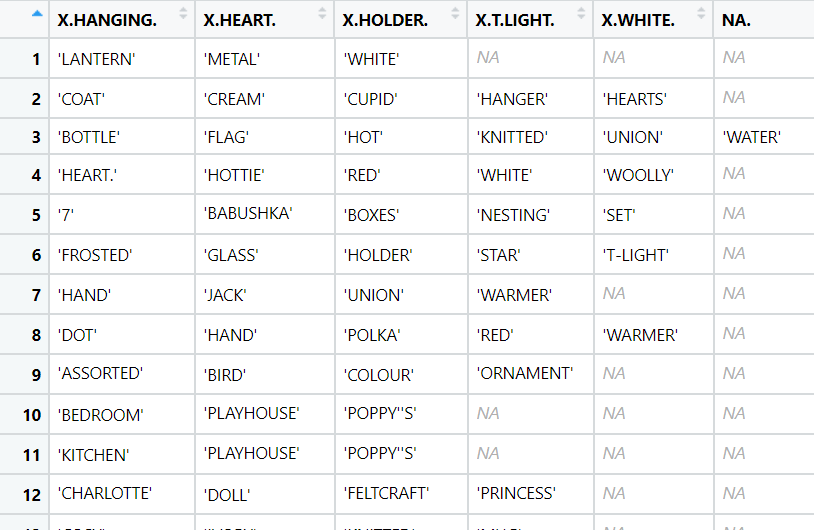 X.HANGING. X.HEART. X.HOLDER. X.T.LIGHT. X.WHITE. NA.
1 'LANTERN' 'METAL' 'WHITE' NA NA NA
2 'COAT' 'CREAM' 'CUPID' 'HANGER' 'HEARTS' NA
3 'BOTTLE' 'FLAG' 'HOT' 'KNITTED' 'UNION' 'WATER'
4 'HEART.' 'HOTTIE' 'RED' 'WHITE' 'WOOLLY' NA
5 '7' 'BABUSHKA' 'BOXES' 'NESTING' 'SET' NA
6 'FROSTED' 'GLASS' 'HOLDER' 'STAR' 'T-LIGHT' NA
7 'HAND' 'JACK' 'UNION' 'WARMER' NA NA
8 'DOT' 'HAND' 'POLKA' 'RED' 'WARMER' NA
9 'ASSORTED' 'BIRD' 'COLOUR' 'ORNAMENT' NA NA
10 'BEDROOM' 'PLAYHOUSE' 'POPPY''S' NA NA NA
11 'KITCHEN' 'PLAYHOUSE' 'POPPY''S' NA NA NA
12 'CHARLOTTE' 'DOLL' 'FELTCRAFT' 'PRINCESS' NA NA